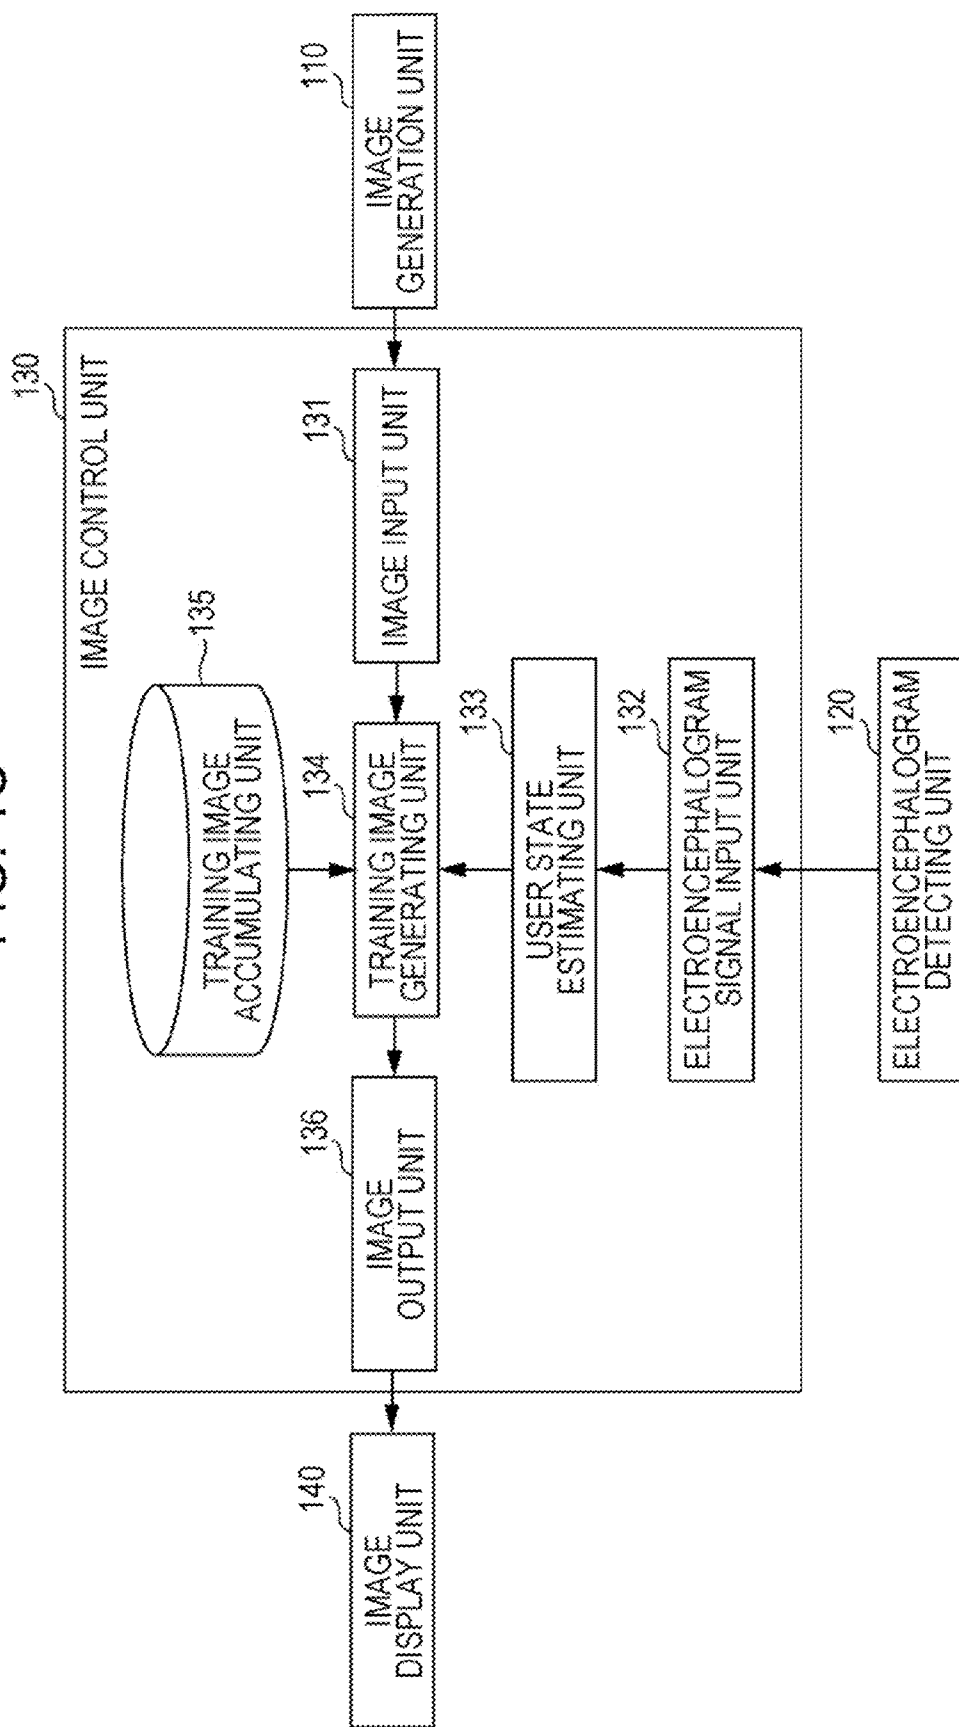 130
IMAGE CONTROL UNIT
135
TRAINING IMAGE
ACCUMULATING UNIT
140
IMAGE
DISPLAY UNIT
136
IMAGE
OUTPUT UNIT
134
TRAINING IMAGE
GENERATING UNIT
131
IMAGE INPUT UNIT
110
IMAGE
GENERATION UNIT
133
USER STATE
ESTIMATING UNIT
132
ELECTROENCEPHALOGRAM
SIGNAL INPUT UNIT
120
ELECTROENCEPHALOGRAM
DETECTING UNIT